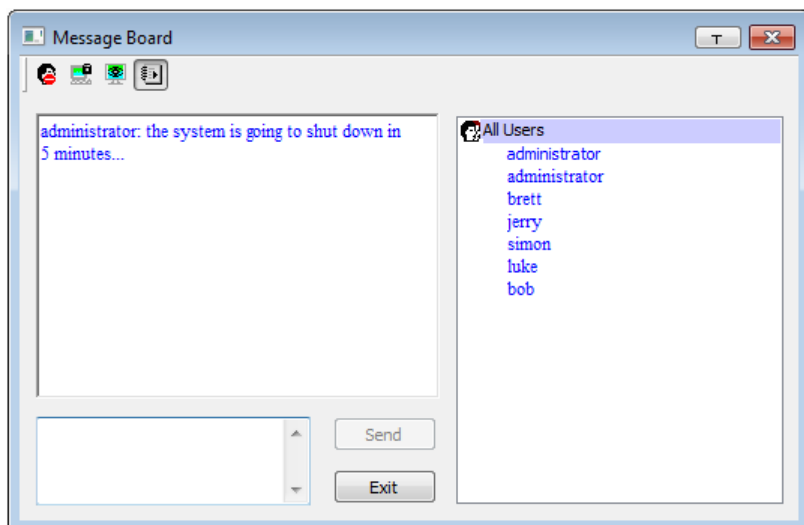 Message Board
administrator: the system is going to shut down in
5 minutes...
All Users
administrator
administrator
brett
jerry
simon
luke
bob
Send
Exit